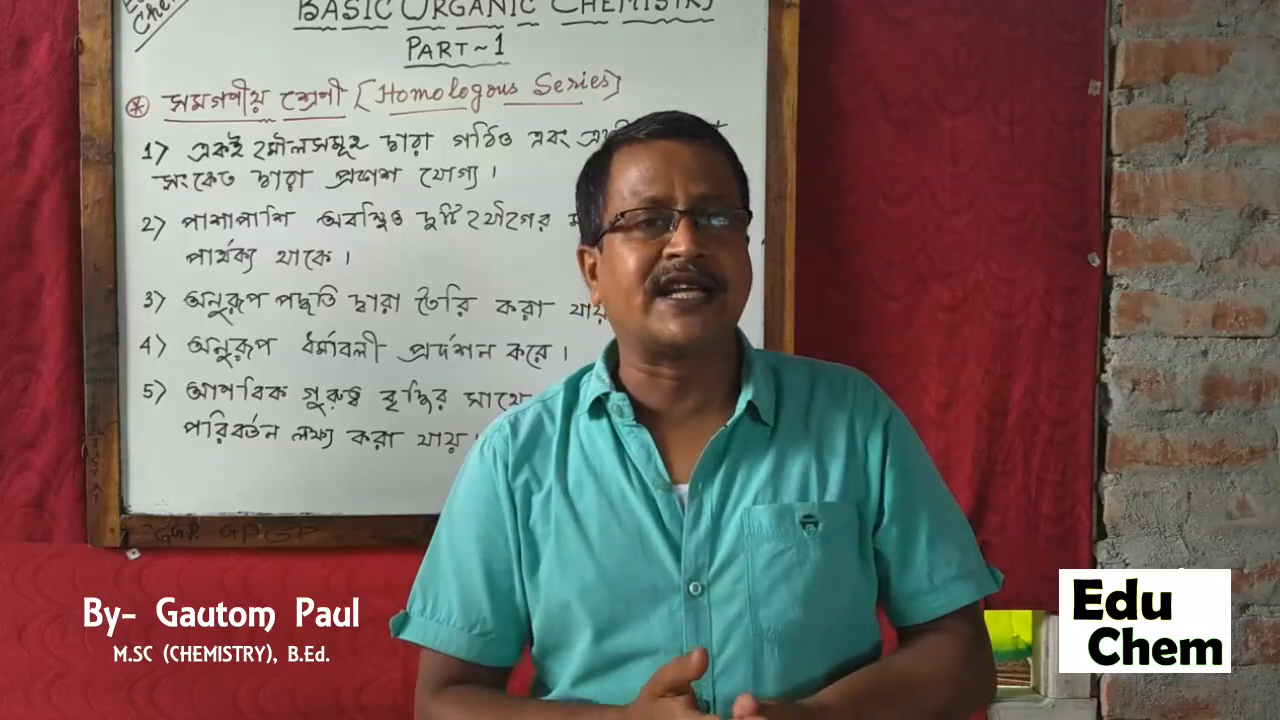 BASIC ORGANIC CHEMISTRY
PART~1
সমগণীয় শ্রেণী (Homologous Series)
1) একই মৌলসমূহ দ্বারা গঠিত এবং
সংকেত দ্বারা প্রকাশ যোগ্য।
2) পাশাপাশি অবস্থিত দুটি যৌগের
পার্থক্য থাকে।
3) অনুরূপ পদ্ধতি দ্বারা তৈরি করা যায়
4) অনুরূপ ধর্মাবলী প্রর্দশন করে।
5) আণবিক গুরুত্ব বৃদ্ধির সাথে
পরিবর্তন লক্ষ্য করা যায়।
By- Gautom Paul
M.SC (CHEMISTRY), B.Ed.
Edu
Chem